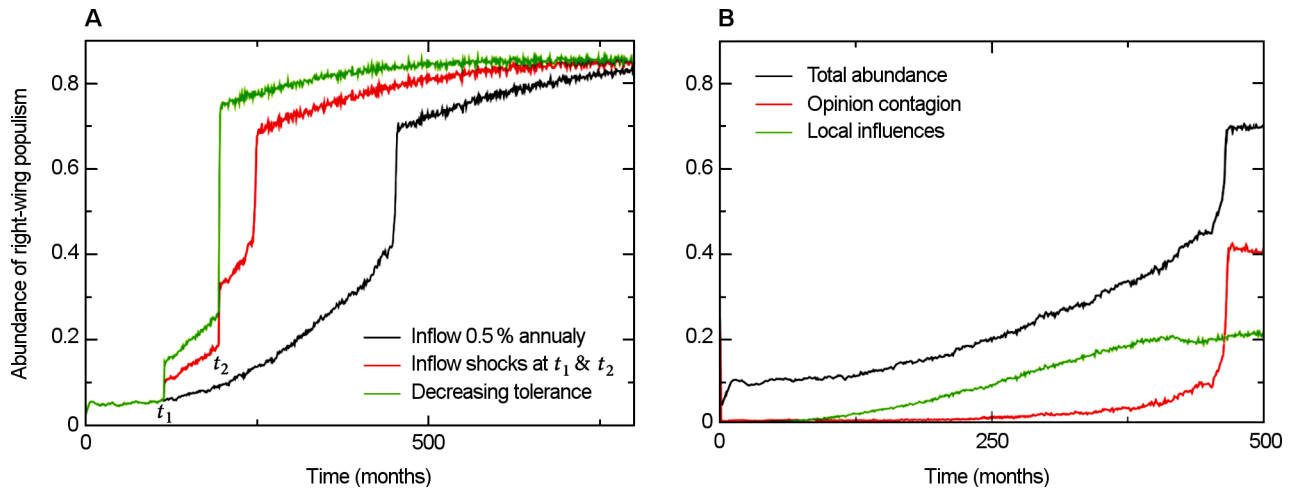 A
Abundance of right-wing populism
0.8
0.6
0.4
0.2
0
t2
t1
Inflow 0.5 % annualy
Inflow shocks at t1 & t2
Decreasing tolerance
0
500
Time (months)
B
0.8
0.6
0.4
0.2
0
Total abundance
Opinion contagion
Local influences
0
250
500
Time (months)